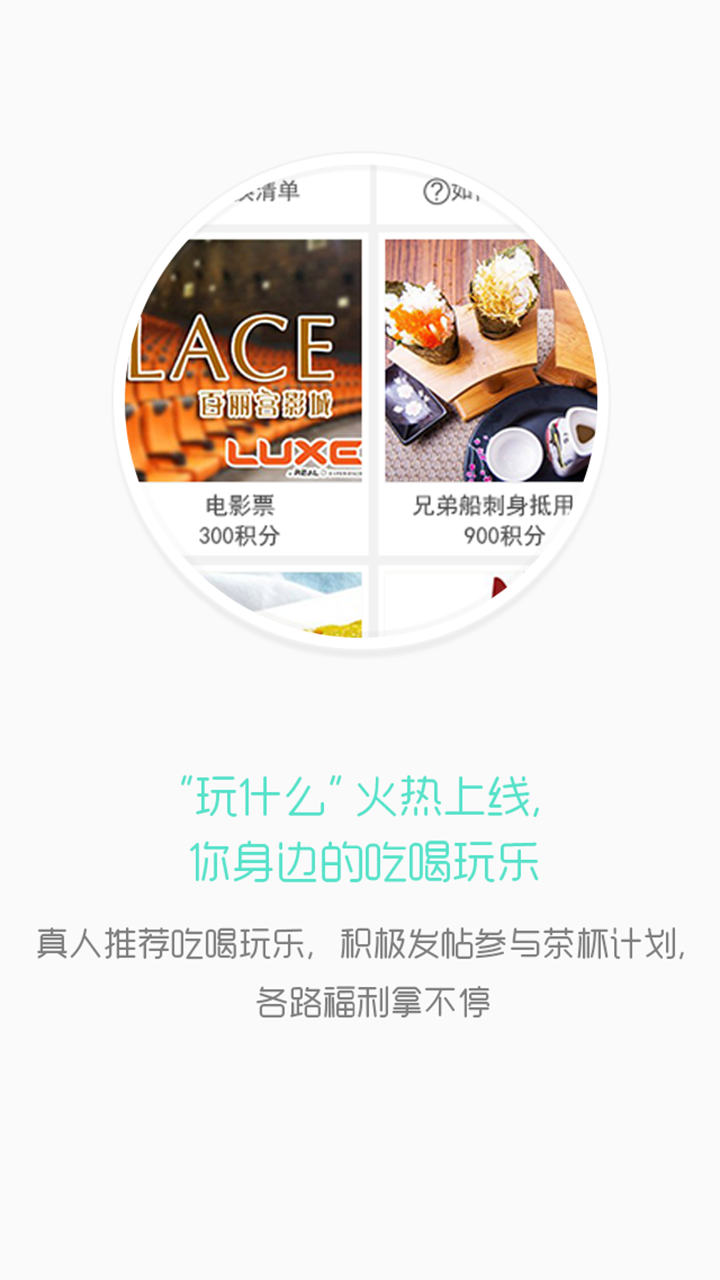 换清单
如何
LACE
百丽宫影城
LUXE
电影票
兄弟船刺身抵用
300积分
900积分
“玩什么”火热上线,
你身边的吃喝玩乐
真人推荐吃喝玩乐,积极发帖参与茶杯计划,
各路福利拿不停